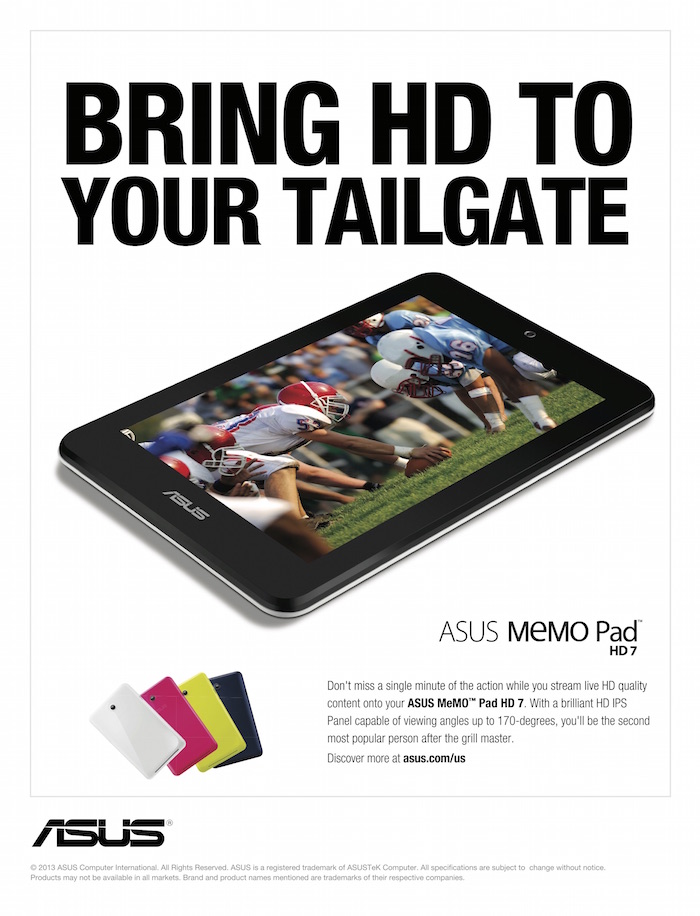 BRING HD TO
YOUR TAILGATE
16
ASUS
ASUS MeMO Pad™
HD 7
Don't miss a single minute of the action while you stream live HD quality
content onto your ASUS MeMO™ Pad HD 7. With a brilliant HD IPS
Panel capable of viewing angles up to 170-degrees, you'll be the second
most popular person after the grill master.
Discover more at asus.com/us
ASUS®
© 2013 ASUS Computer International. All Rights Reserved. ASUS is a registered trademark of ASUSTeK Computer. All specifications are subject to change without notice.
Products may not be available in all markets. Brand and product names mentioned are trademarks of their respective companies.